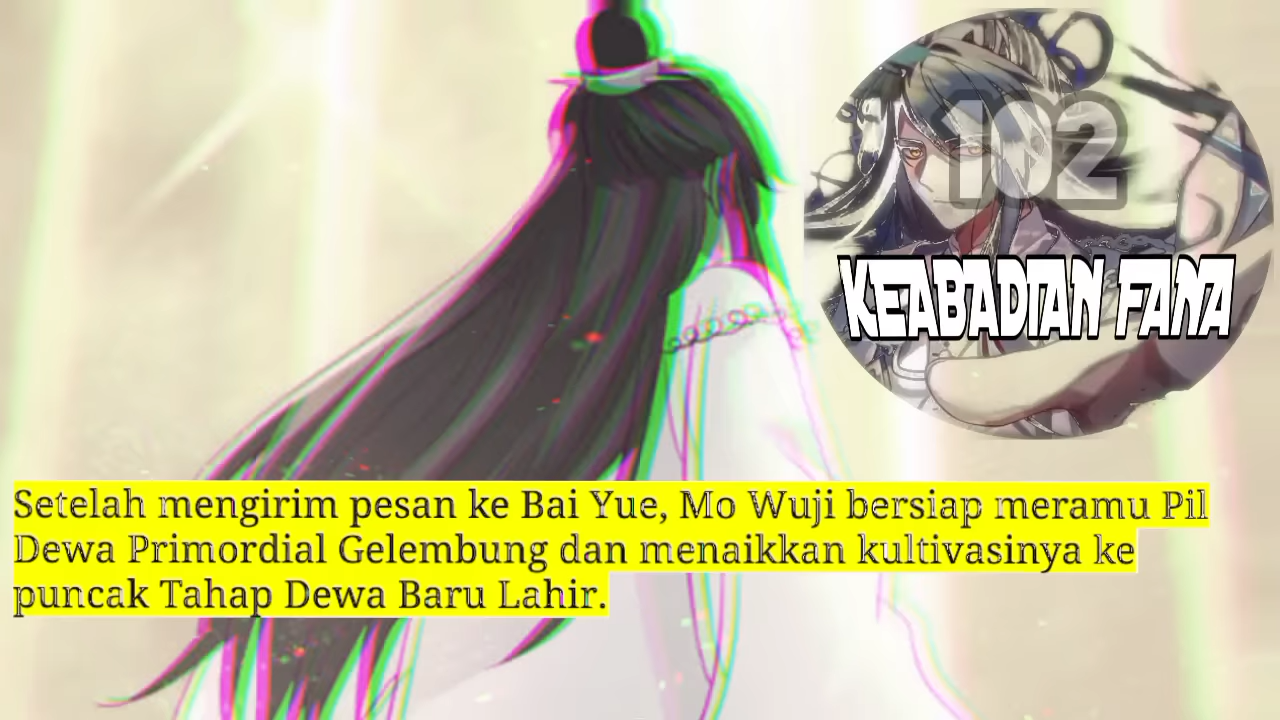 102
KEABADIAN FANA
Setelah mengirim pesan ke Bai Yue, Mo Wuji bersiap meramu Pil
Dewa Primordial Gelembung dan menaikkan kultivasinya ke
puncak Tahap Dewa Baru Lahir.